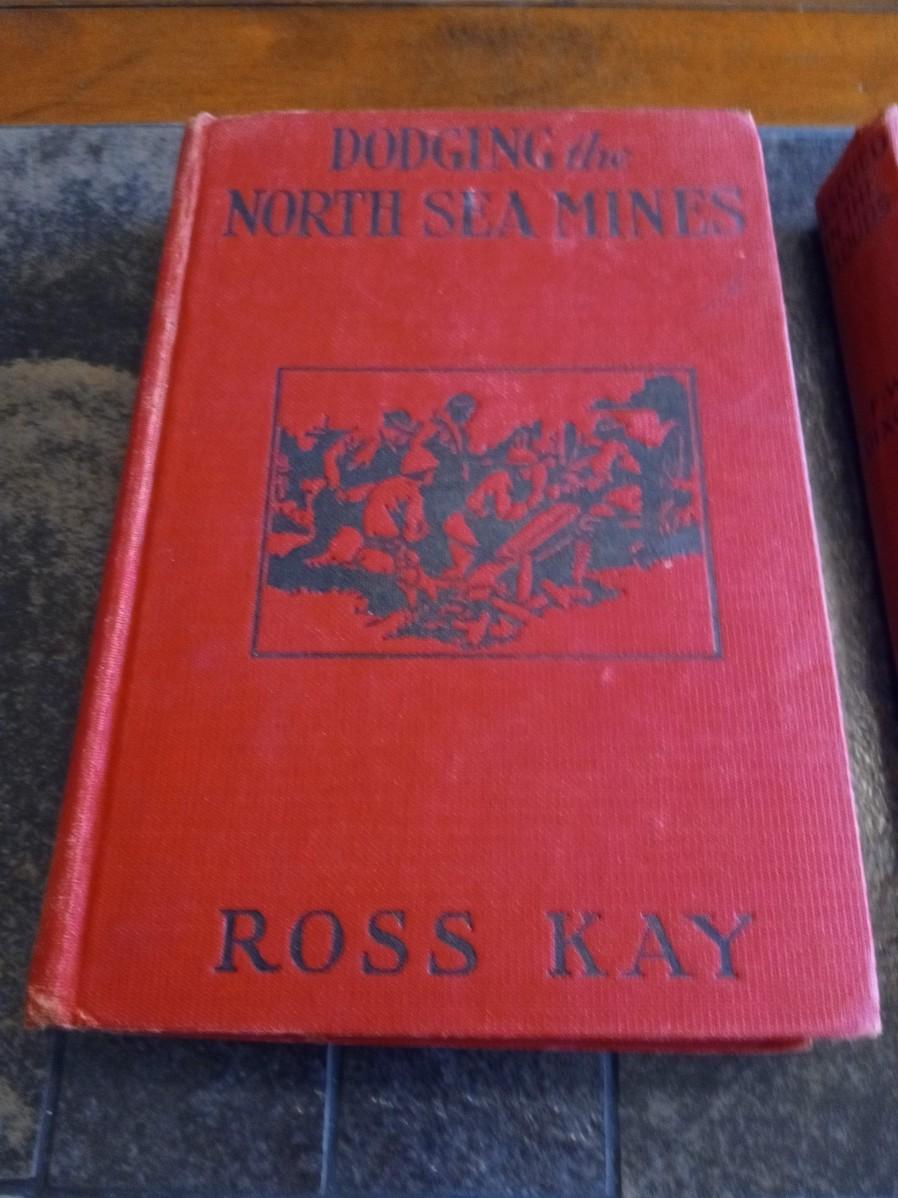 DODGING the
NORTH SEA MINES
ROSS KAY